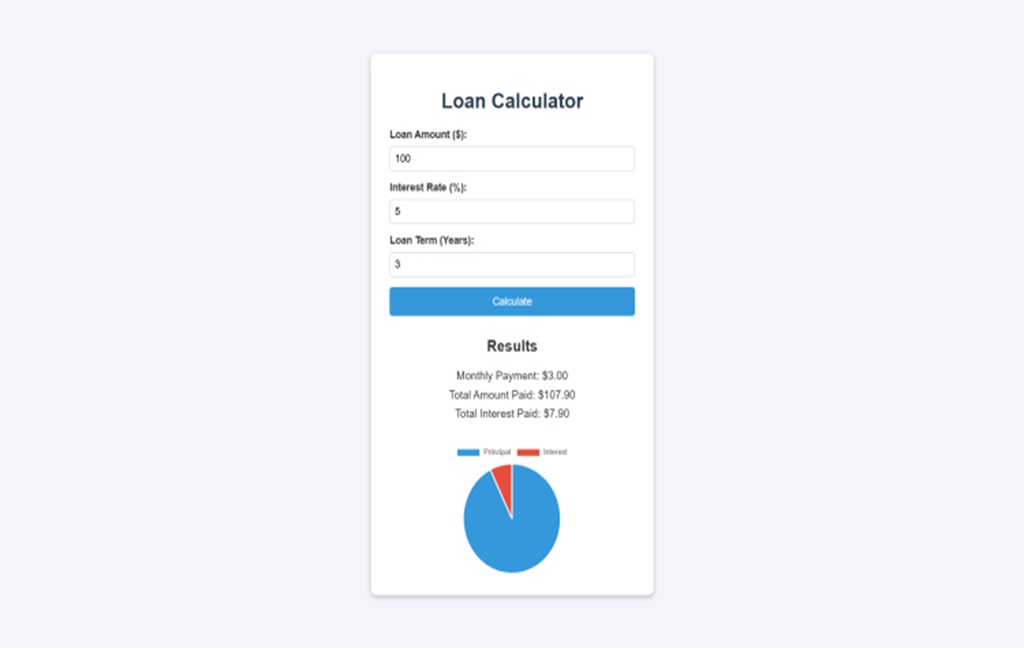 Loan Calculator
Loan Amount ($):
100
Interest Rate (%):
5
Loan Term (Years):
3
Calculate
Results
Monthly Payment: $3.00
Total Amount Paid: $107.90
Total Interest Paid: $7.90
Principal Interest